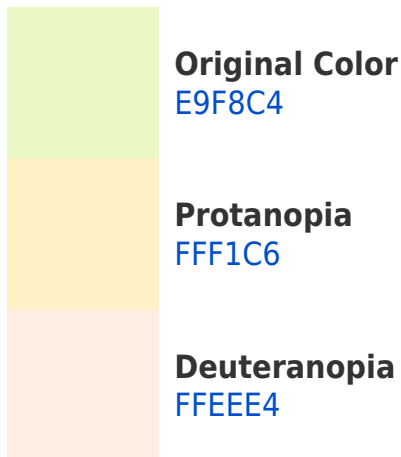 Original Color
E9F8C4
Protanopia
FFF1C6
Deuteranopia
FFEEE4